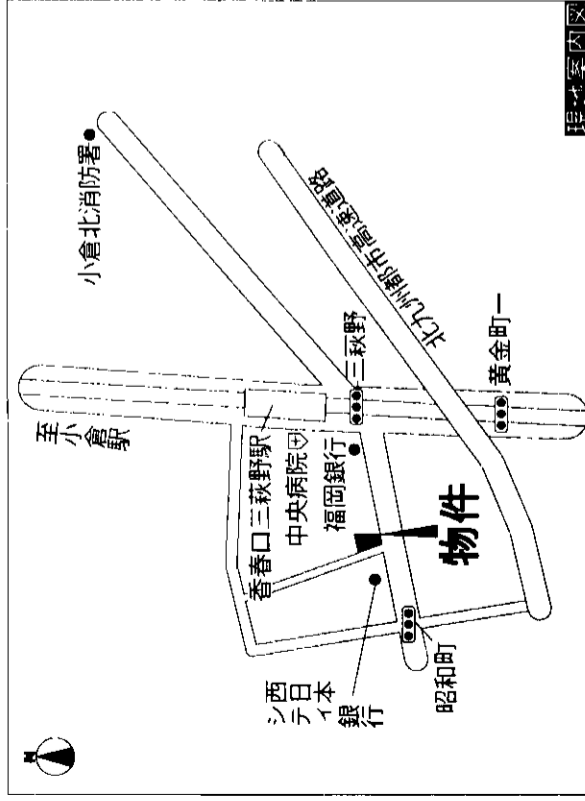 現地案内図
小倉北消防署
至
小倉
駅
北九州都市高速道路
三萩野
黄金町一
香春口三萩野駅
中央病院
福岡銀行
物件
西日本
シティ
銀行
昭和町